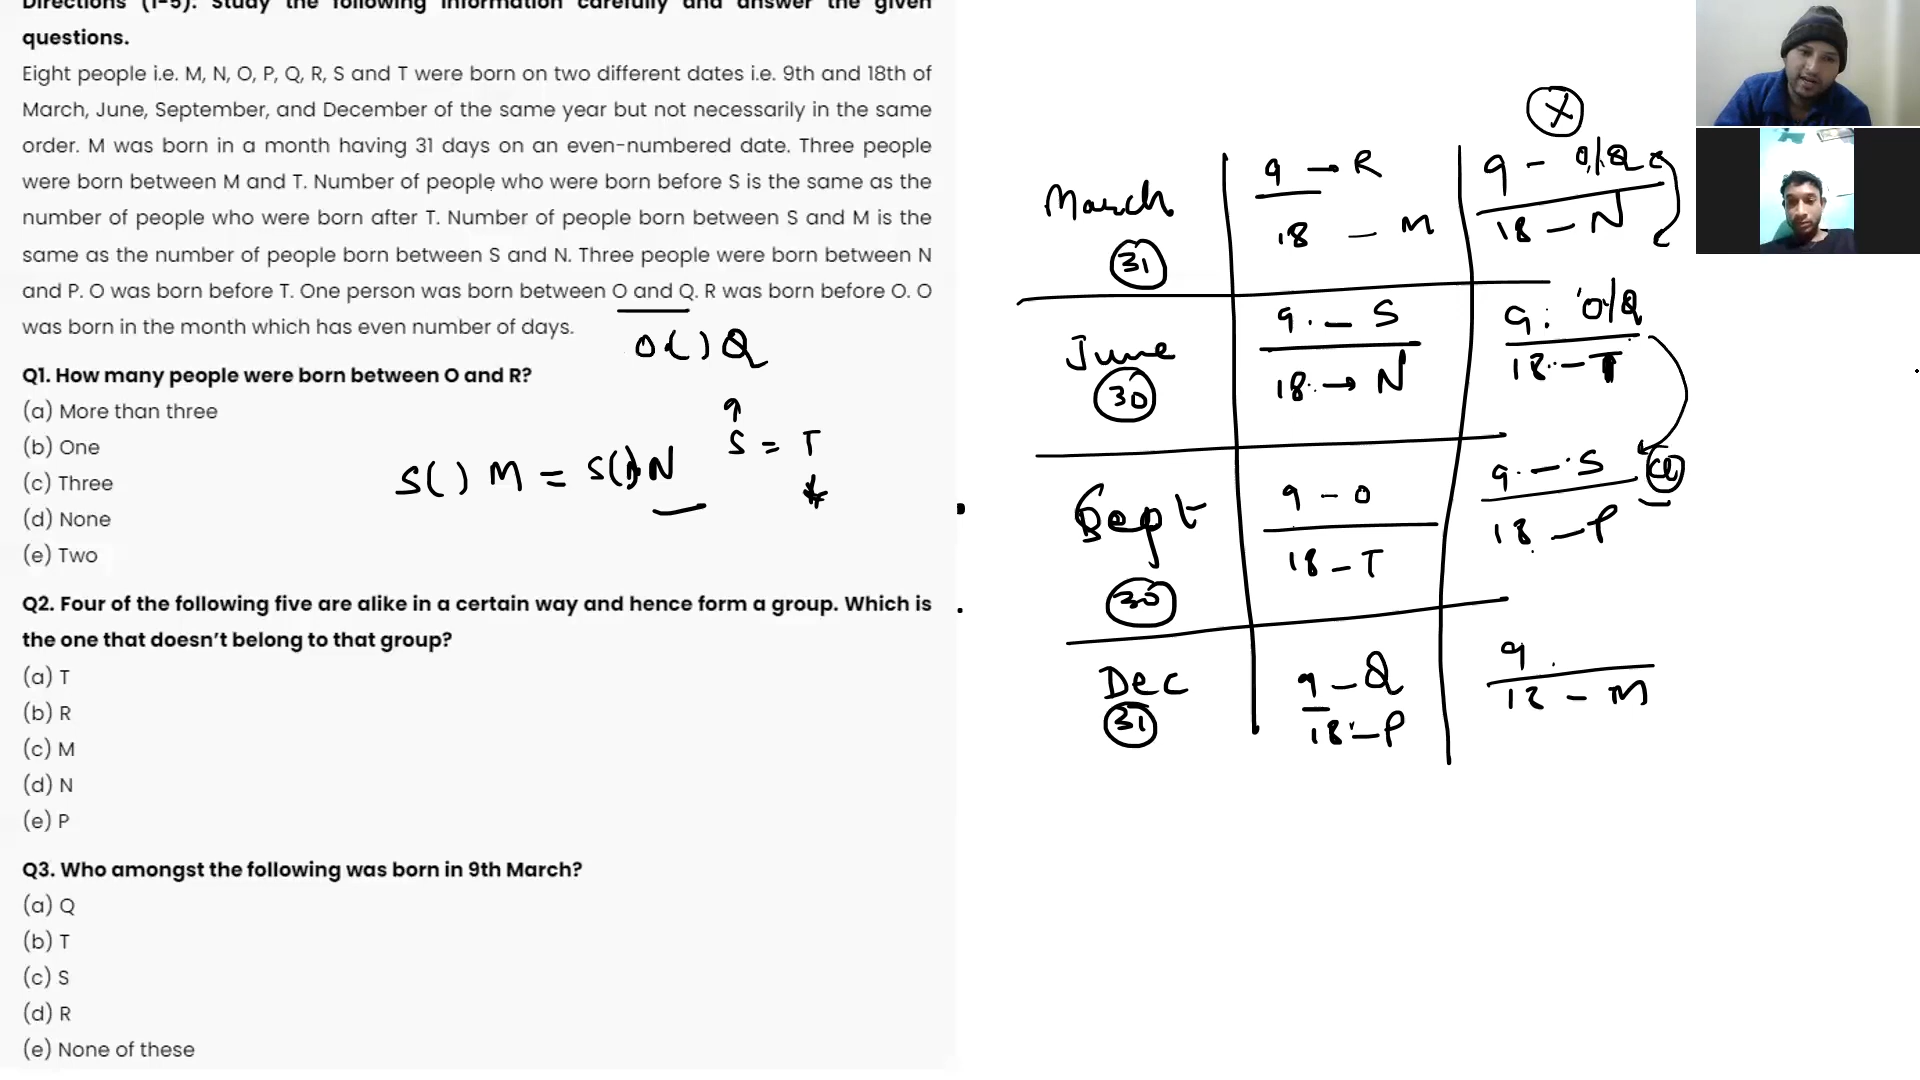 Directions (1-5): Study the following information carefully and answer the given
questions.
Eight people i.e. M, N, O, P, Q, R, S and T were born on two different dates i.e. 9th and 18th of
March, June, September, and December of the same year but not necessarily in the same
order. M was born in a month having 31 days on an even-numbered date. Three people
were born between M and T. Number of people who were born before S is the same as the
number of people who were born after T. Number of people born between S and M is the
same as the number of people born between S and N. Three people were born between N
and P. O was born before T. One person was born between O and Q. R was born before O. O
was born in the month which has even number of days.
O ( ) Q
Q1. How many people were born between O and R?
(a) More than three
(b) One
(c) Three
(d) None
(e) Two
S = T
S( ) M = S( ) N
Q2. Four of the following five are alike in a certain way and hence form a group. Which is
the one that doesn't belong to that group?
(a) T
(b) R
(c) M
(d) N
(e) P
Q3. Who amongst the following was born in 9th March?
(a) Q
(b) T
(c) S
(d) R
(e) None of these
X
March
31
9 → R
18 – M
9 – O/Q
18 – N
June
30
9 – S
18 → N
9 O/Q
18 – T
Sept
30
9 – O
18 – T
9 – S
18 – P
Dec
31
9 – Q
18 – P
9
18 – M